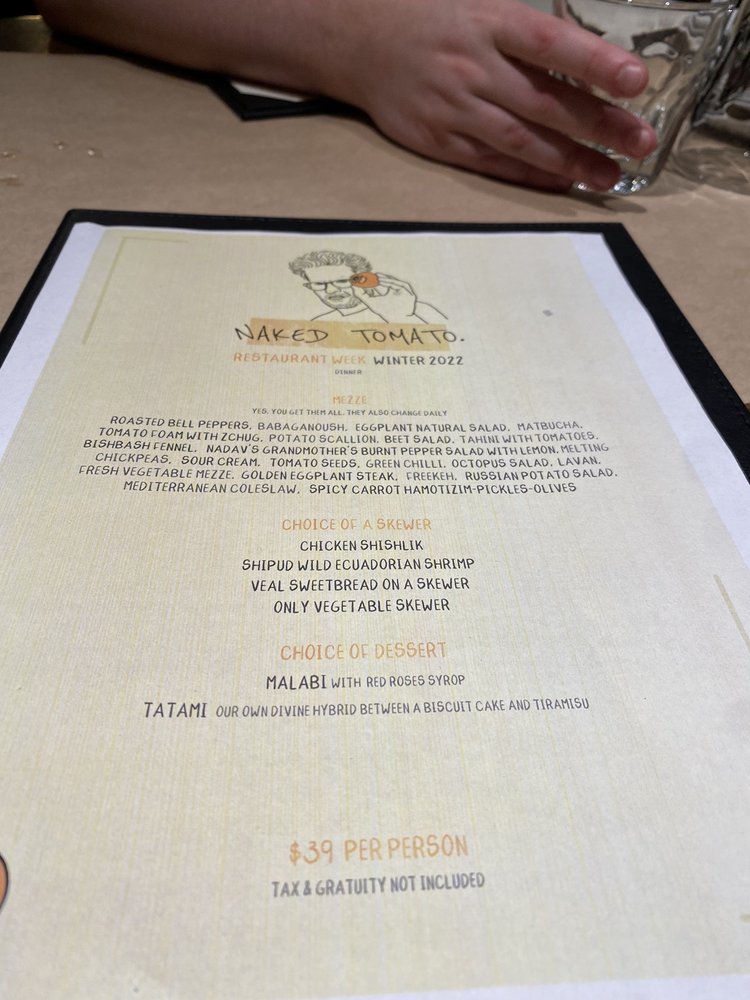 NAKED TOMATO.
RESTAURANT WEEK WINTER 2022
DINNER
MEZZE
YES, YOU GET THEM ALL. THEY ALSO CHANGE DAILY
ROASTED BELL PEPPERS, BABAGANOUSH, EGGPLANT NATURAL SALAD, MATBUCHA,
TOMATO FOAM WITH ZCHUG, POTATO SCALLION, BEET SALAD, TAHINI WITH TOMATOES,
BISHBASH FENNEL, NADAV'S GRANDMOTHER'S BURNT PEPPER SALAD WITH LEMON, MELTING
CHICKPEAS, SOUR CREAM, TOMATO SEEDS, GREEN CHILLI, OCTOPUS SALAD, LAVAN,
FRESH VEGETABLE MEZZE, GOLDEN EGGPLANT STEAK, FREEKEH, RUSSIAN POTATO SALAD,
MEDITERRANEAN COLESLAW, SPICY CARROT HAMOTIZIM-PICKLES-OLIVES
CHOICE OF A SKEWER
CHICKEN SHISHLIK
SHIPUD WILD ECUADORIAN SHRIMP
VEAL SWEETBREAD ON A SKEWER
ONLY VEGETABLE SKEWER
CHOICE OF DESSERT
MALABI WITH RED ROSES SYROP
TATAMI OUR OWN DIVINE HYBRID BETWEEN A BISCUIT CAKE AND TIRAMISU
$39 PER PERSON
TAX & GRATUITY NOT INCLUDED